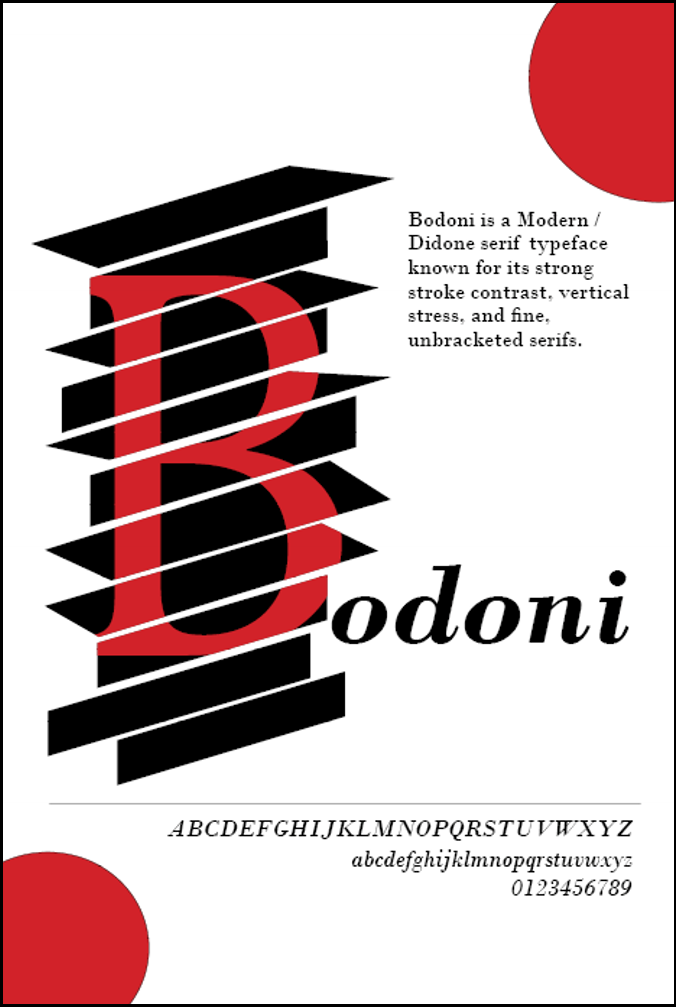 Bodoni is a Modern /
Didone serif typeface
known for its strong
stroke contrast, vertical
stress, and fine,
unbracketed serifs.
Bodoni
ABCDEFGHIJKLMNOPQRSTUVWXYZ
abcdefghijklmnopqrstuvwxyz
0123456789